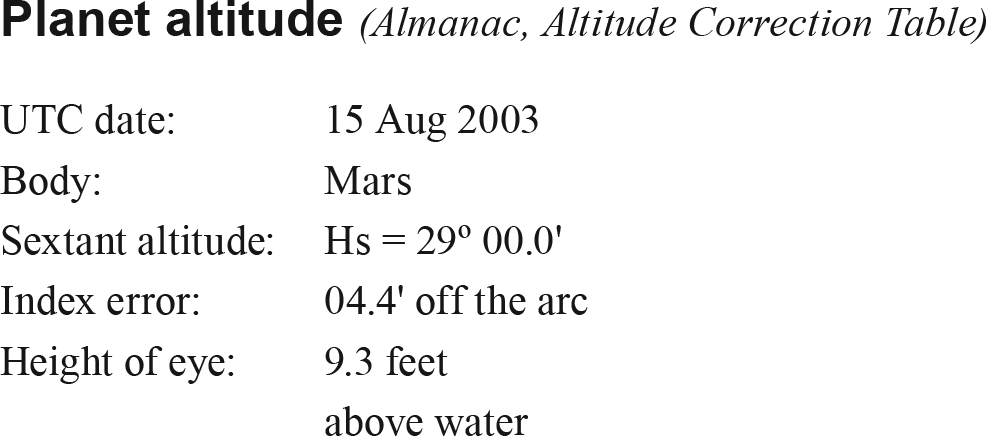 Planet altitude (Almanac, Altitude Correction Table)
UTC date: 15 Aug 2003
Body: Mars
Sextant altitude: Hs = 29º 00.0'
Index error: 04.4' off the arc
Height of eye: 9.3 feet
above water